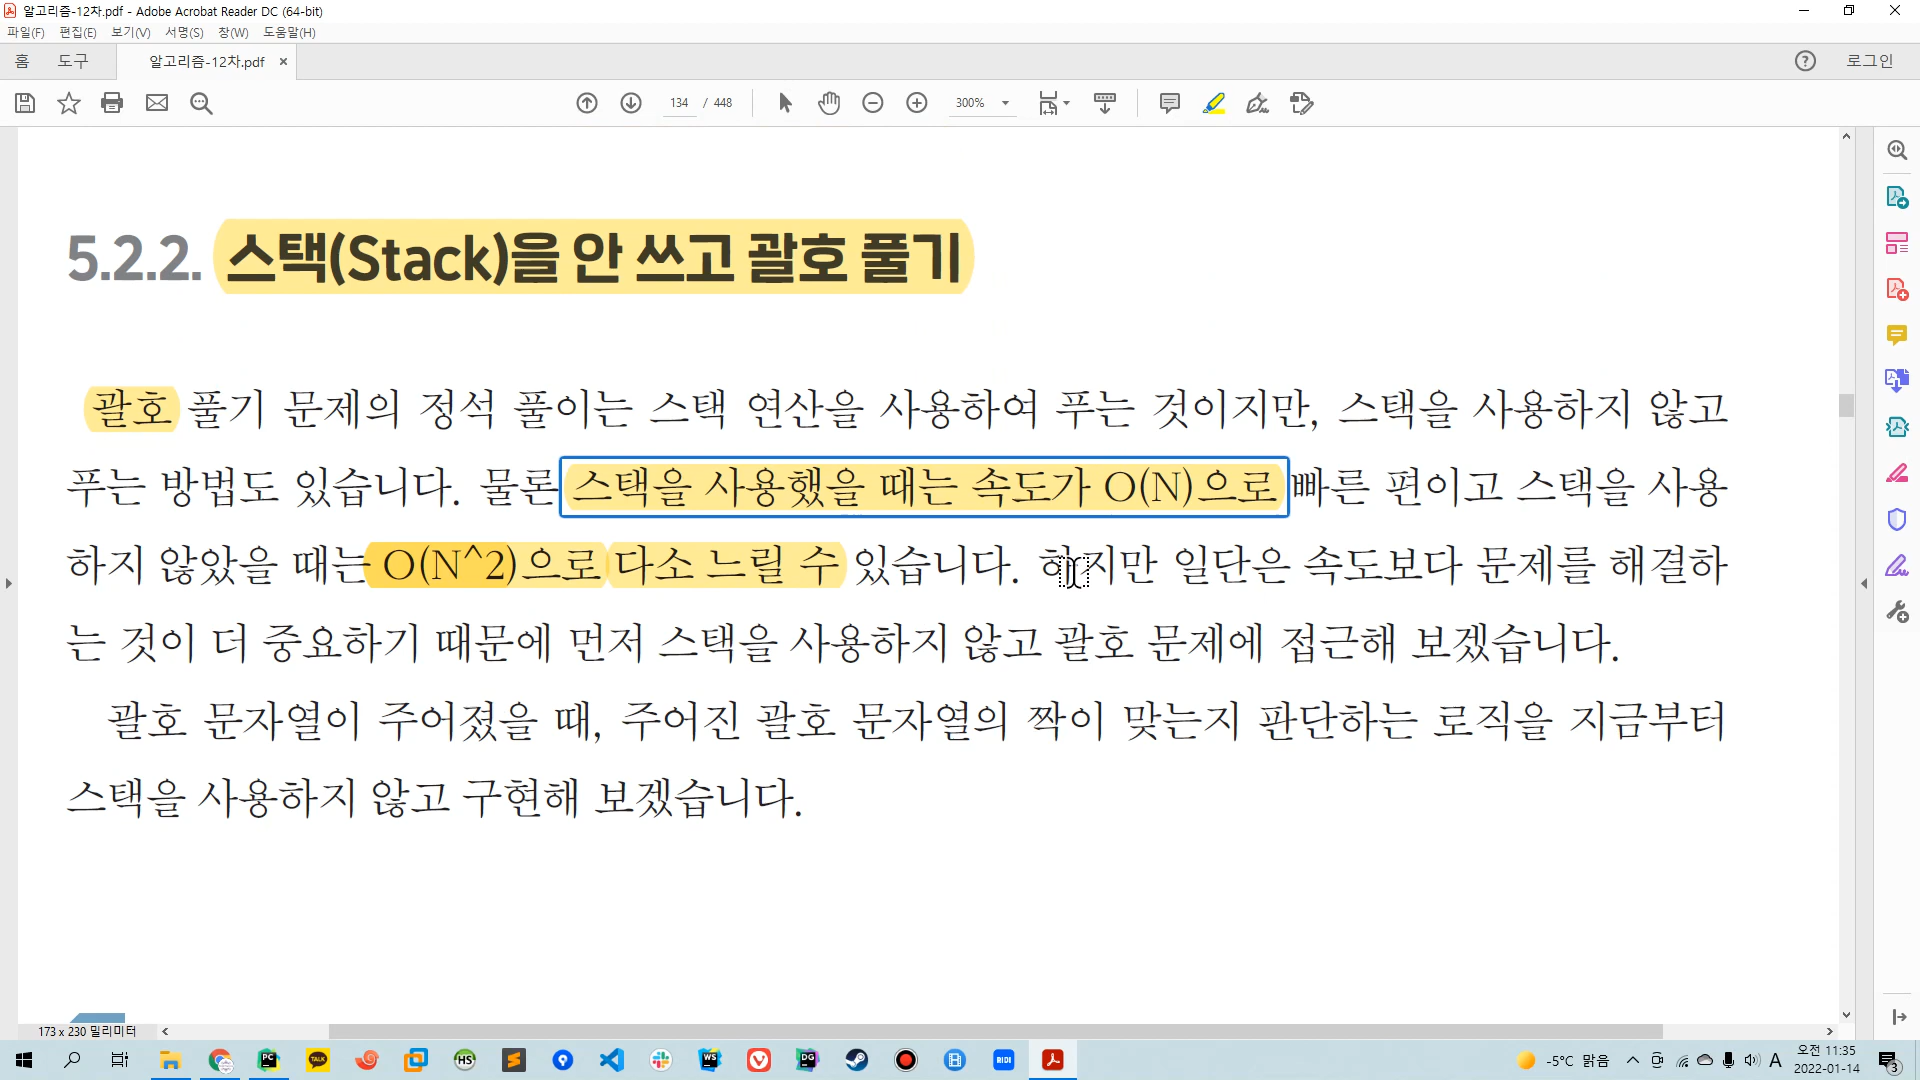 알고리즘-12차.pdf - Adobe Acrobat Reader DC (64-bit)
파일(F) 편집(E) 보기(V) 서명(S) 창(W) 도움말(H)
홈 도구 알고리즘-12차.pdf × ? 로그인
134 / 448 300%
5.2.2. 스택(Stack)을 안 쓰고 괄호 풀기
괄호 풀기 문제의 정석 풀이는 스택 연산을 사용하여 푸는 것이지만, 스택을 사용하지 않고
푸는 방법도 있습니다. 물론 스택을 사용했을 때는 속도가 O(N)으로 빠른 편이고 스택을 사용
하지 않았을 때는 O(N^2)으로 다소 느릴 수 있습니다. 하지만 일단은 속도보다 문제를 해결하
는 것이 더 중요하기 때문에 먼저 스택을 사용하지 않고 괄호 문제에 접근해 보겠습니다.
괄호 문자열이 주어졌을 때, 주어진 괄호 문자열의 짝이 맞는지 판단하는 로직을 지금부터
스택을 사용하지 않고 구현해 보겠습니다.
173 x 230 밀리미터
PC TALK HS WS DG RIDI -5°C 맑음 A 오전 11:35
2022-01-14 3